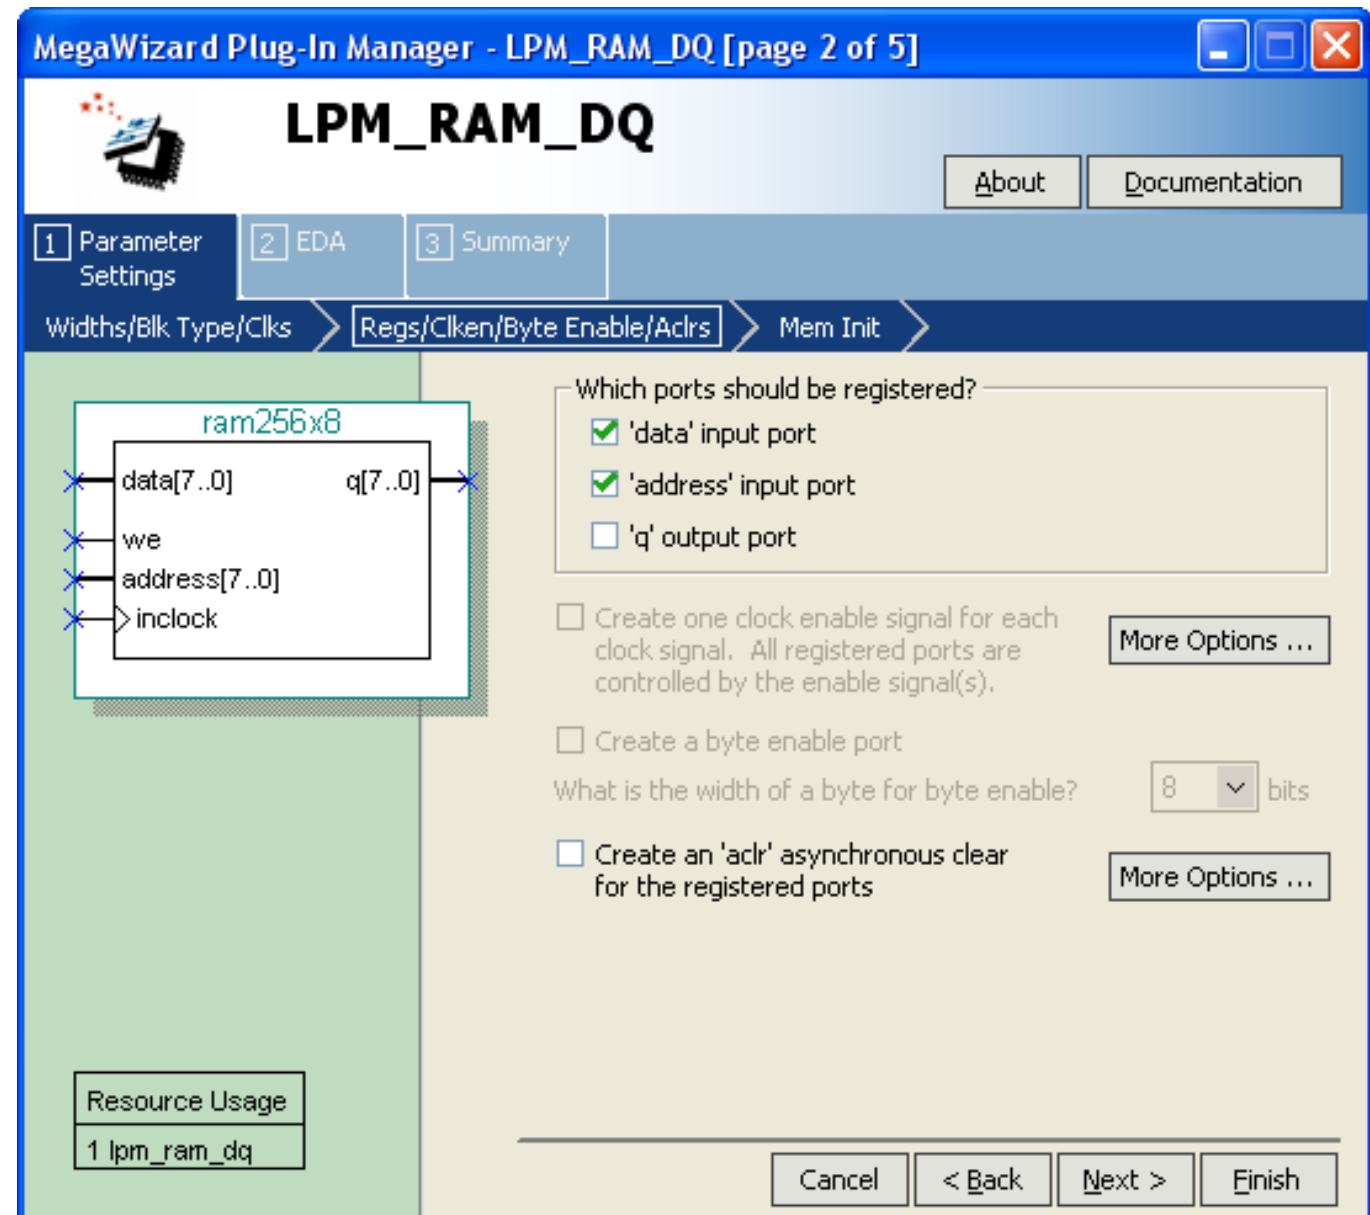 MegaWizard Plug-In Manager - LPM_RAM_DQ [page 2 of 5]
LPM_RAM_DQ
About
Documentation
1 Parameter Settings
2 EDA
3 Summary
Widths/Blk Type/Clks
Regs/Clken/Byte Enable/Aclrs
Mem Init
ram256x8
data[7..0]
q[7..0]
we
address[7..0]
inclock
Resource Usage
1 lpm_ram_dq
Which ports should be registered?
'data' input port
'address' input port
'q' output port
Create one clock enable signal for each
clock signal. All registered ports are
controlled by the enable signal(s).
More Options ...
Create a byte enable port
What is the width of a byte for byte enable?
8
bits
Create an 'aclr' asynchronous clear
for the registered ports
More Options ...
Cancel
< Back
Next >
Finish